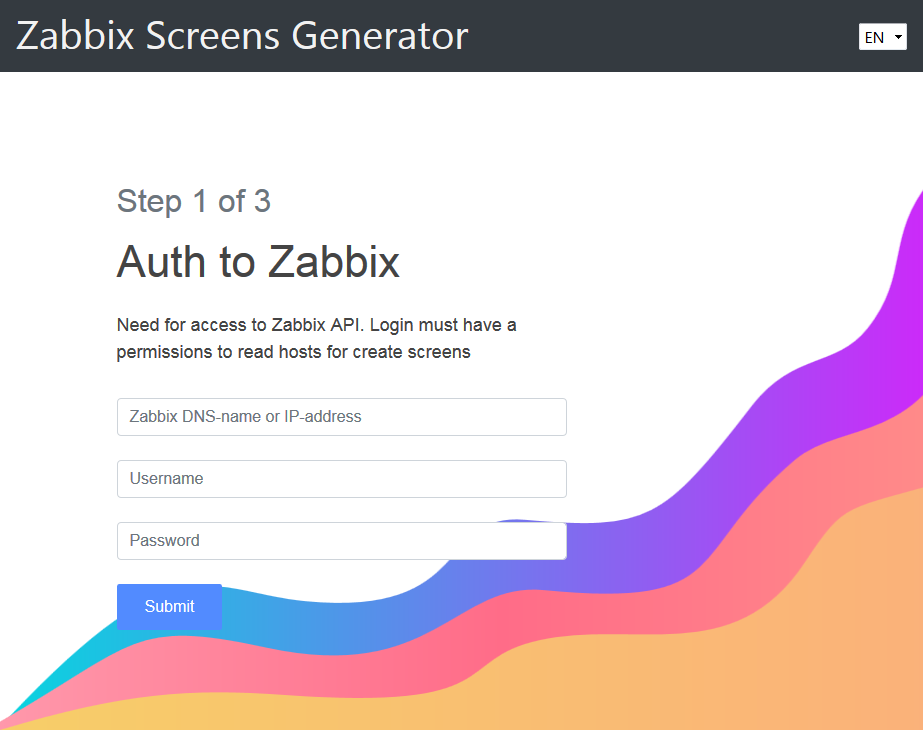 Zabbix Screens Generator
EN
Step 1 of 3
Auth to Zabbix
Need for access to Zabbix API. Login must have a
permissions to read hosts for create screens
Zabbix DNS-name or IP-address
Username
Password
Submit